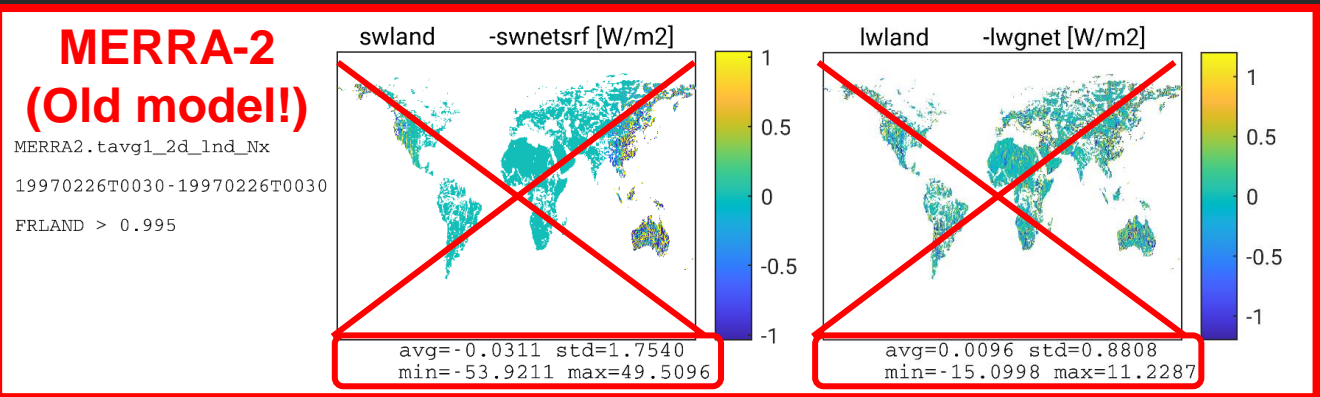 MERRA-2
(Old model!)
MERRA2.tavg1_2d_lnd_Nx
19970226T0030-19970226T0030
FRLAND > 0.995
swland -swnetsrf [W/m2]
1
0.5
0
-0.5
-1
avg=-0.0311 std=1.7540
min=-53.9211 max=49.5096
lwland -lwgnet [W/m2]
1
0.5
0
-0.5
-1
avg=0.0096 std=0.8808
min=-15.0998 max=11.2287